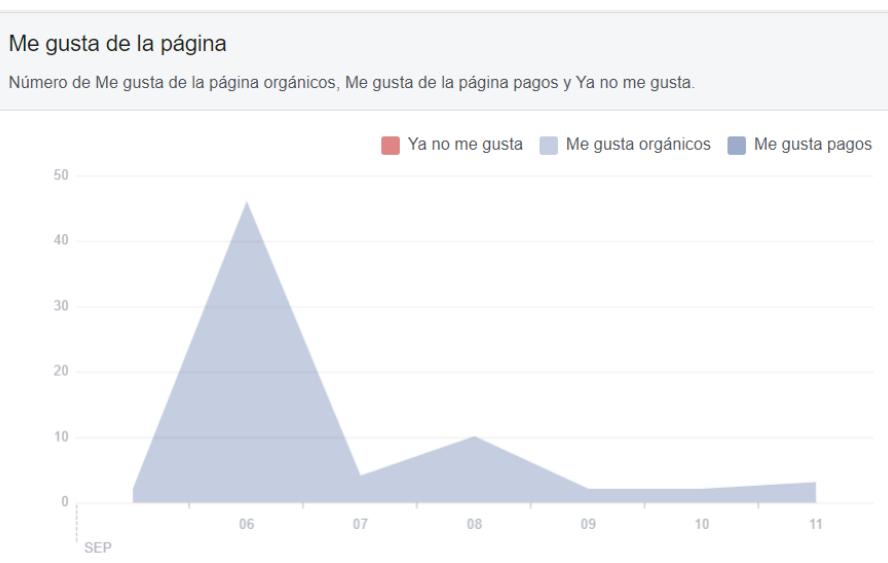 Me gusta de la página
Número de Me gusta de la página orgánicos, Me gusta de la página pagos y Ya no me gusta.
Ya no me gusta Me gusta orgánicos Me gusta pagos
50
40
30
20
10
0
06 07 08 09 10 11
SEP